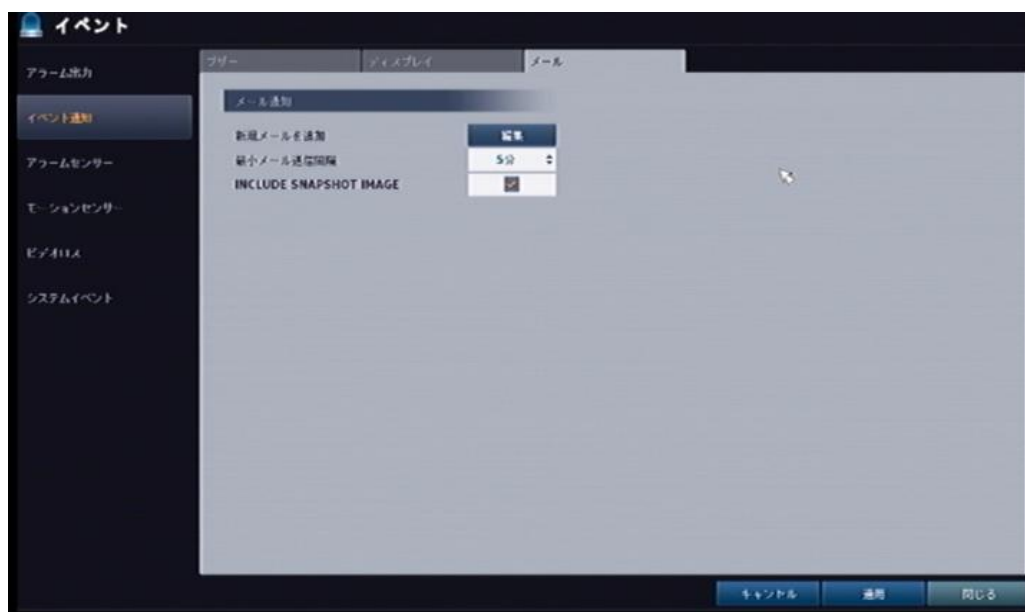 イベント
アラーム出力
イベント通知
アラームセンサー
モーションセンサー
ビデオロス
システムイベント
ブザー
ディスプレイ
メール
メール通知
新規メールを追加
編集
最小メール送信間隔
5分
INCLUDE SNAPSHOT IMAGE
キャンセル
適用
閉じる